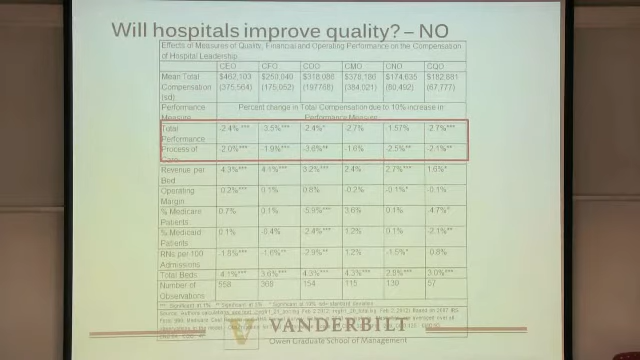 Will hospitals improve quality? – NO
Effects of Measures of Quality, Financial and Operating Performance on the Compensation
of Hospital Leadership
CEO CFO COO CMO CNO CQO
Mean Total $462,103 $250,040 $318,088 $378,186 $174,635 $182,881
Compensation (375,564) (175,052) (197768) (384,021) (80,492) (67,777)
(sd)
Performance Percent change in Total Compensation due to 10% increase in
Measure Performance Measure
Total -2.4% *** -3.5% *** -2.4%* -2.7% 1.57% -2.7%***
Performance
Process of -2.0% *** -1.9% *** -3.8%** 1.6% -2.5%** -2.1%**
Revenue per 4.3%*** 4.1%*** 3.2%*** 2.4% 2.7%*** 1.6%*
Bed
Operating 0.2%*** 0.1% 0.8% -0.2% -0.1%* 0.1%
Margin
% Medicare 0.7% 0.1% -5.9%*** 3.6% 0.1% 4.7%*
Patients
% Medicaid 0.1% -0.4% -2.4%*** 1.2% 0.1% -2.1%**
Patients
RNs per 100 -1.8%*** -1.6%** -2.9%** 1.2% -1.5%* 0.8%
Admissions
Total Beds 4.1%*** 3.6%*** 4.3%*** 4.3%*** 2.8%*** 3.0%***
Number of 558 308 154 115 130 57
Observations
VANDERBILT
Owen Graduate School of Management